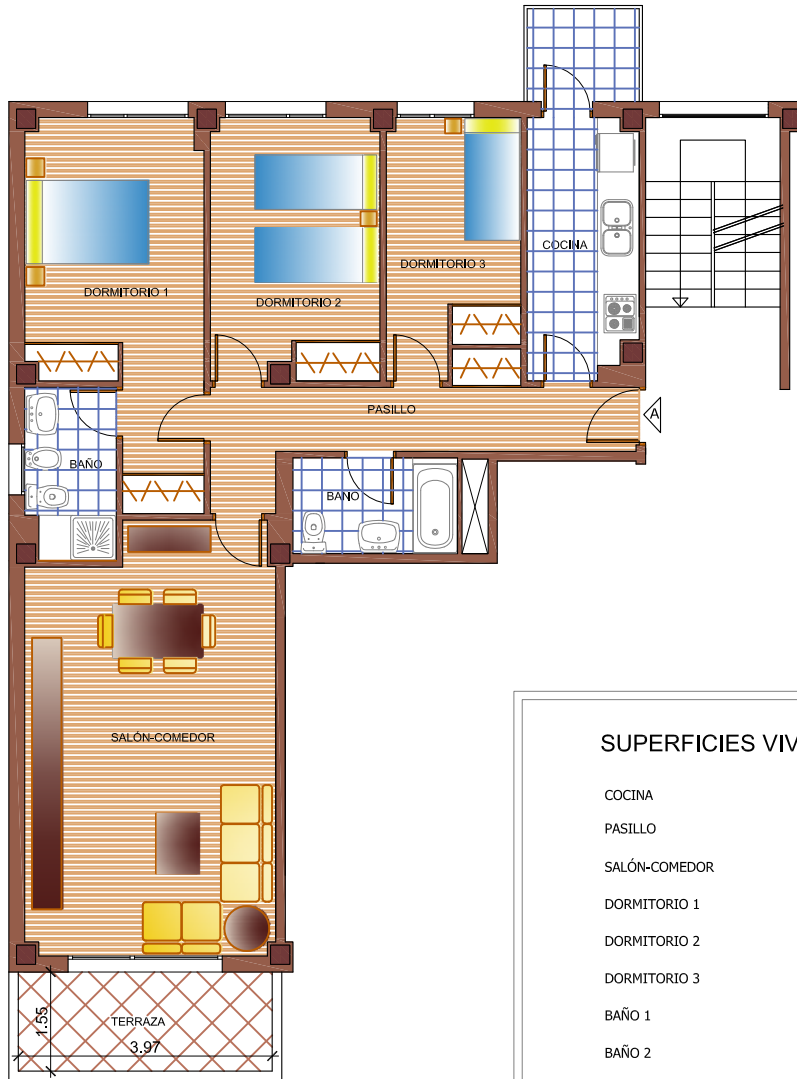 COCINA
DORMITORIO 3
DORMITORIO 1
DORMITORIO 2
PASILLO
A
BAÑO
BANO
SALÓN-COMEDOR
TERRAZA
1.55
3.97
SUPERFICIES VIV
COCINA
PASILLO
SALÓN-COMEDOR
DORMITORIO 1
DORMITORIO 2
DORMITORIO 3
BAÑO 1
BAÑO 2